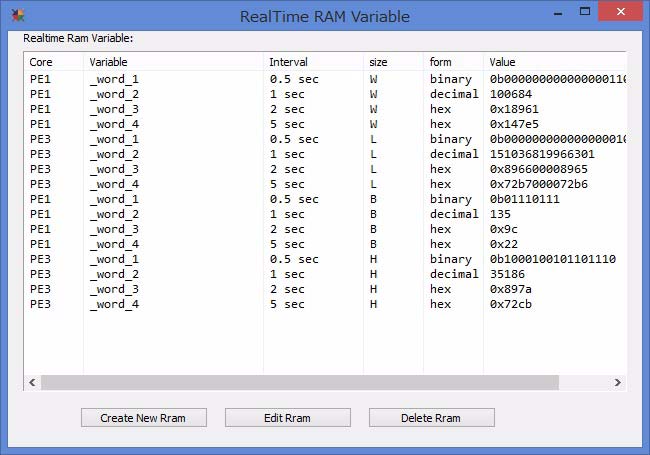 RealTime RAM Variable
Realtime Ram Variable:
Core Variable Interval size form Value
PE1 _word_1 0.5 sec W binary 0b0000000000000000110
PE1 _word_2 1 sec W decimal 100684
PE1 _word_3 2 sec W hex 0x18961
PE1 _word_4 5 sec W hex 0x147e5
PE3 _word_1 0.5 sec L binary 0b0000000000000000010
PE3 _word_2 1 sec L decimal 151036819966301
PE3 _word_3 2 sec L hex 0x896600008965
PE3 _word_4 5 sec L hex 0x72b7000072b6
PE1 _word_1 0.5 sec B binary 0b01110111
PE1 _word_2 1 sec B decimal 135
PE1 _word_3 2 sec B hex 0x9c
PE1 _word_4 5 sec B hex 0x22
PE3 _word_1 0.5 sec H binary 0b1000100101101110
PE3 _word_2 1 sec H decimal 35186
PE3 _word_3 2 sec H hex 0x897a
PE3 _word_4 5 sec H hex 0x72cb
Create New Rram Edit Rram Delete Rram